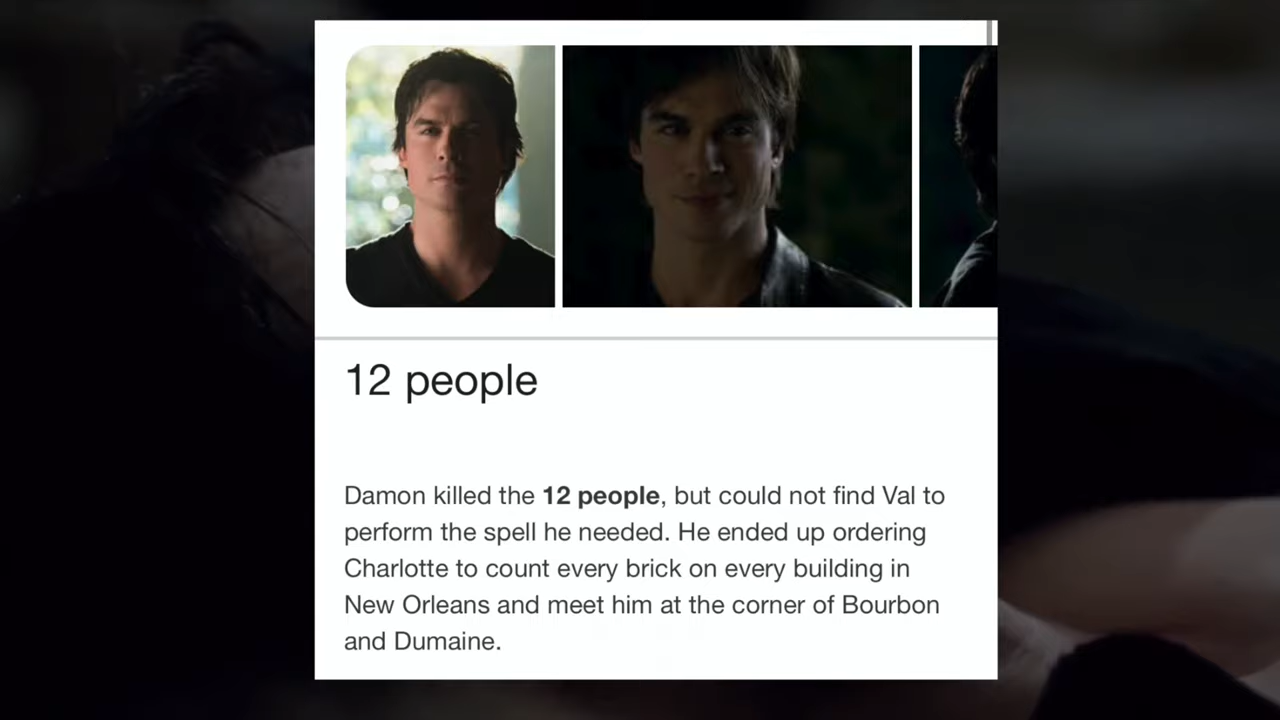 12 people
Damon killed the 12 people, but could not find Val to
perform the spell he needed. He ended up ordering
Charlotte to count every brick on every building in
New Orleans and meet him at the corner of Bourbon
and Dumaine.